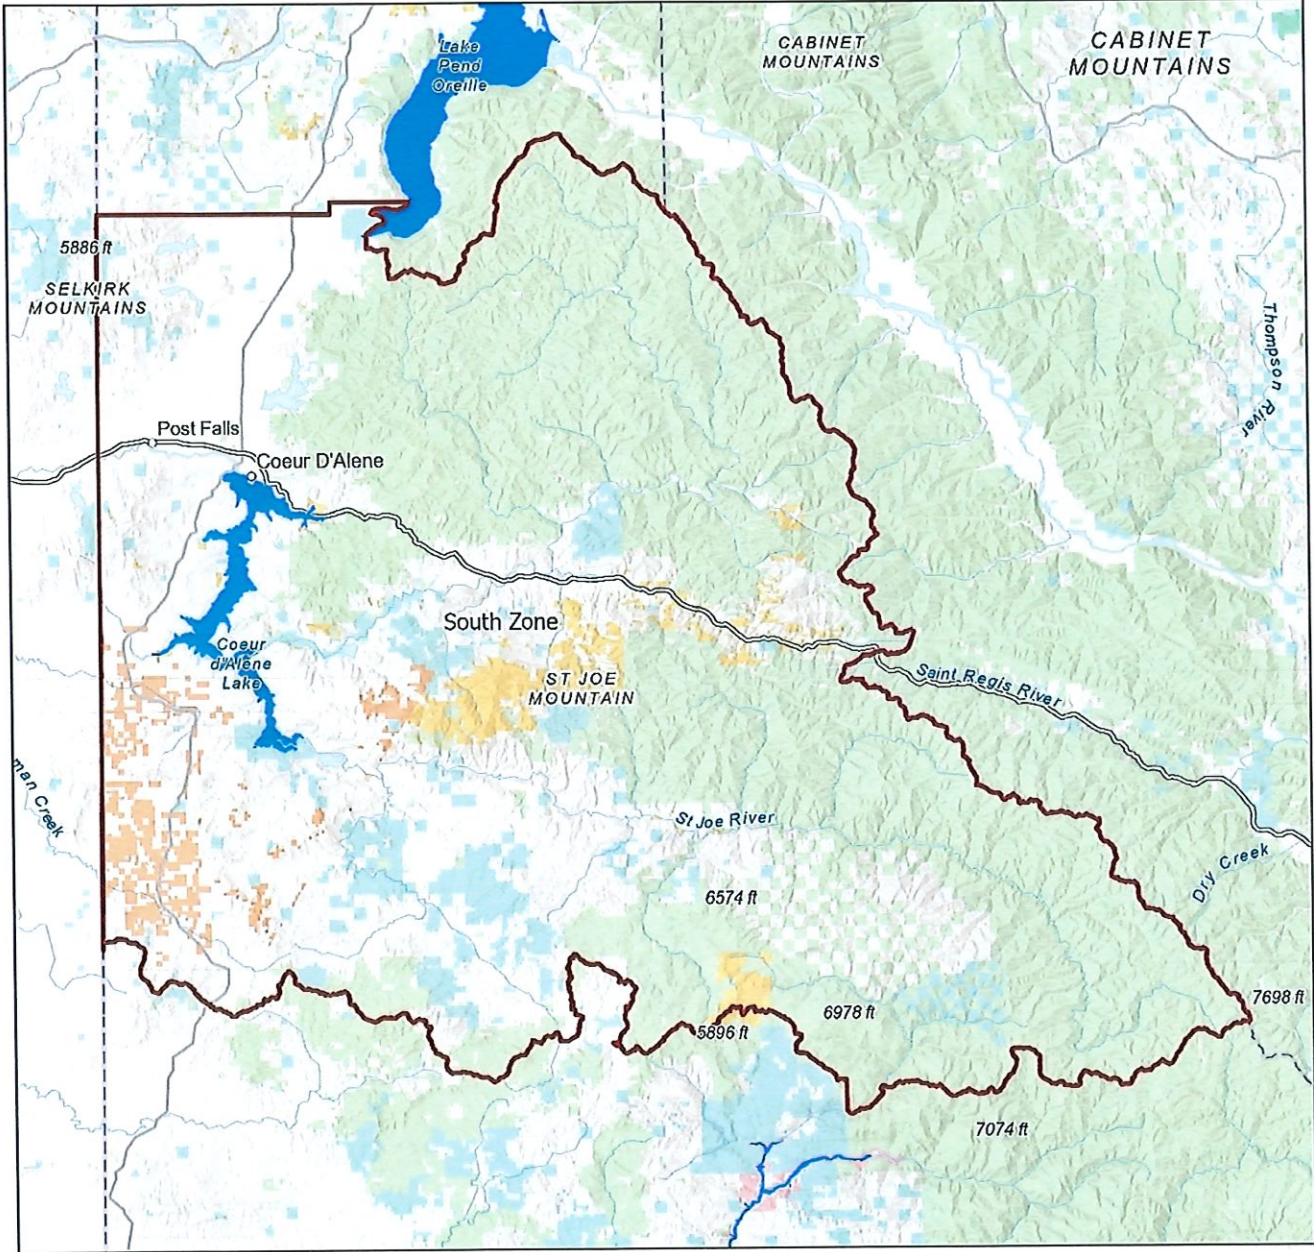 Lake
Pend
Oreille
CABINET
MOUNTAINS
CABINET
MOUNTAINS
5886 ft
SELKIRK
MOUNTAINS
Thompson
River
Post Falls
Coeur D'Alene
South Zone
Coeur
d'Alene
Lake
ST JOE
MOUNTAIN
Saint Regis River
man Creek
St Joe River
Dry Creek
6574 ft
7698 ft
6978 ft
5896 ft
7074 ft